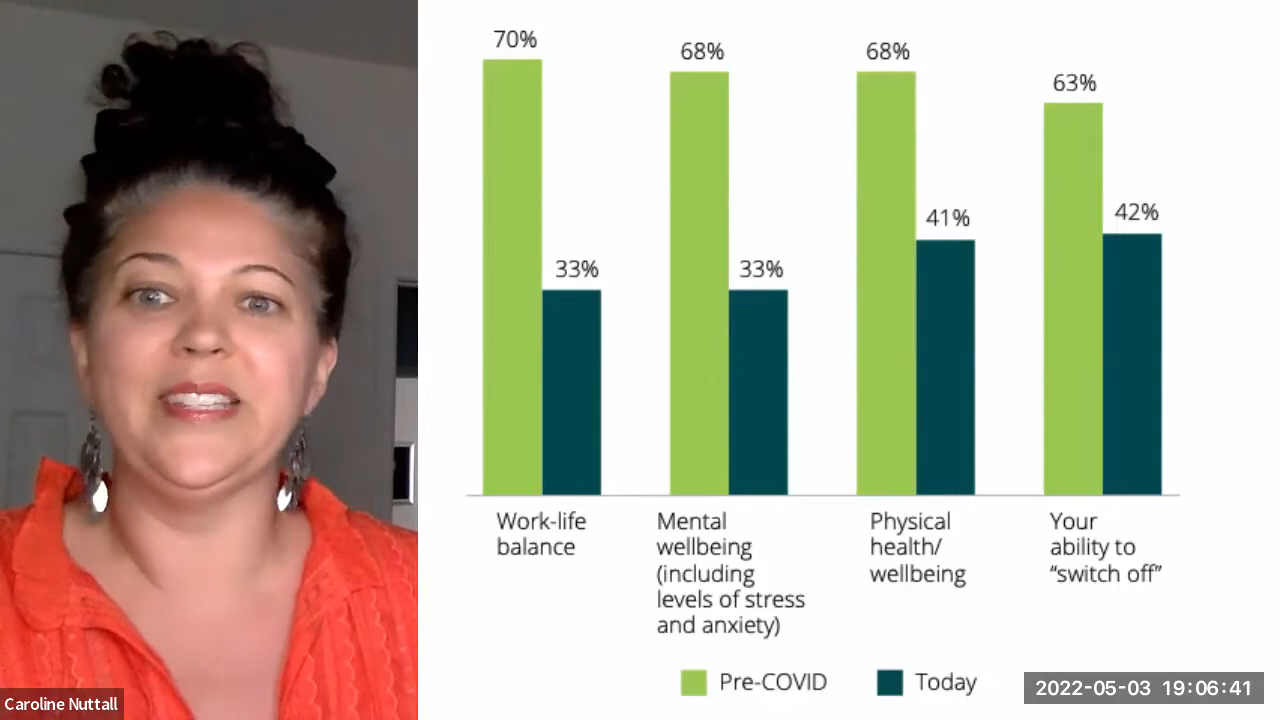 70%
68%
68%
63%
33%
33%
41%
42%
Work-life
balance
Mental
wellbeing
(including
levels of stress
and anxiety)
Physical
health/
wellbeing
Your
ability to
“switch off”
Pre-COVID
Today
Caroline Nuttall
2022-05-03 19:06:41